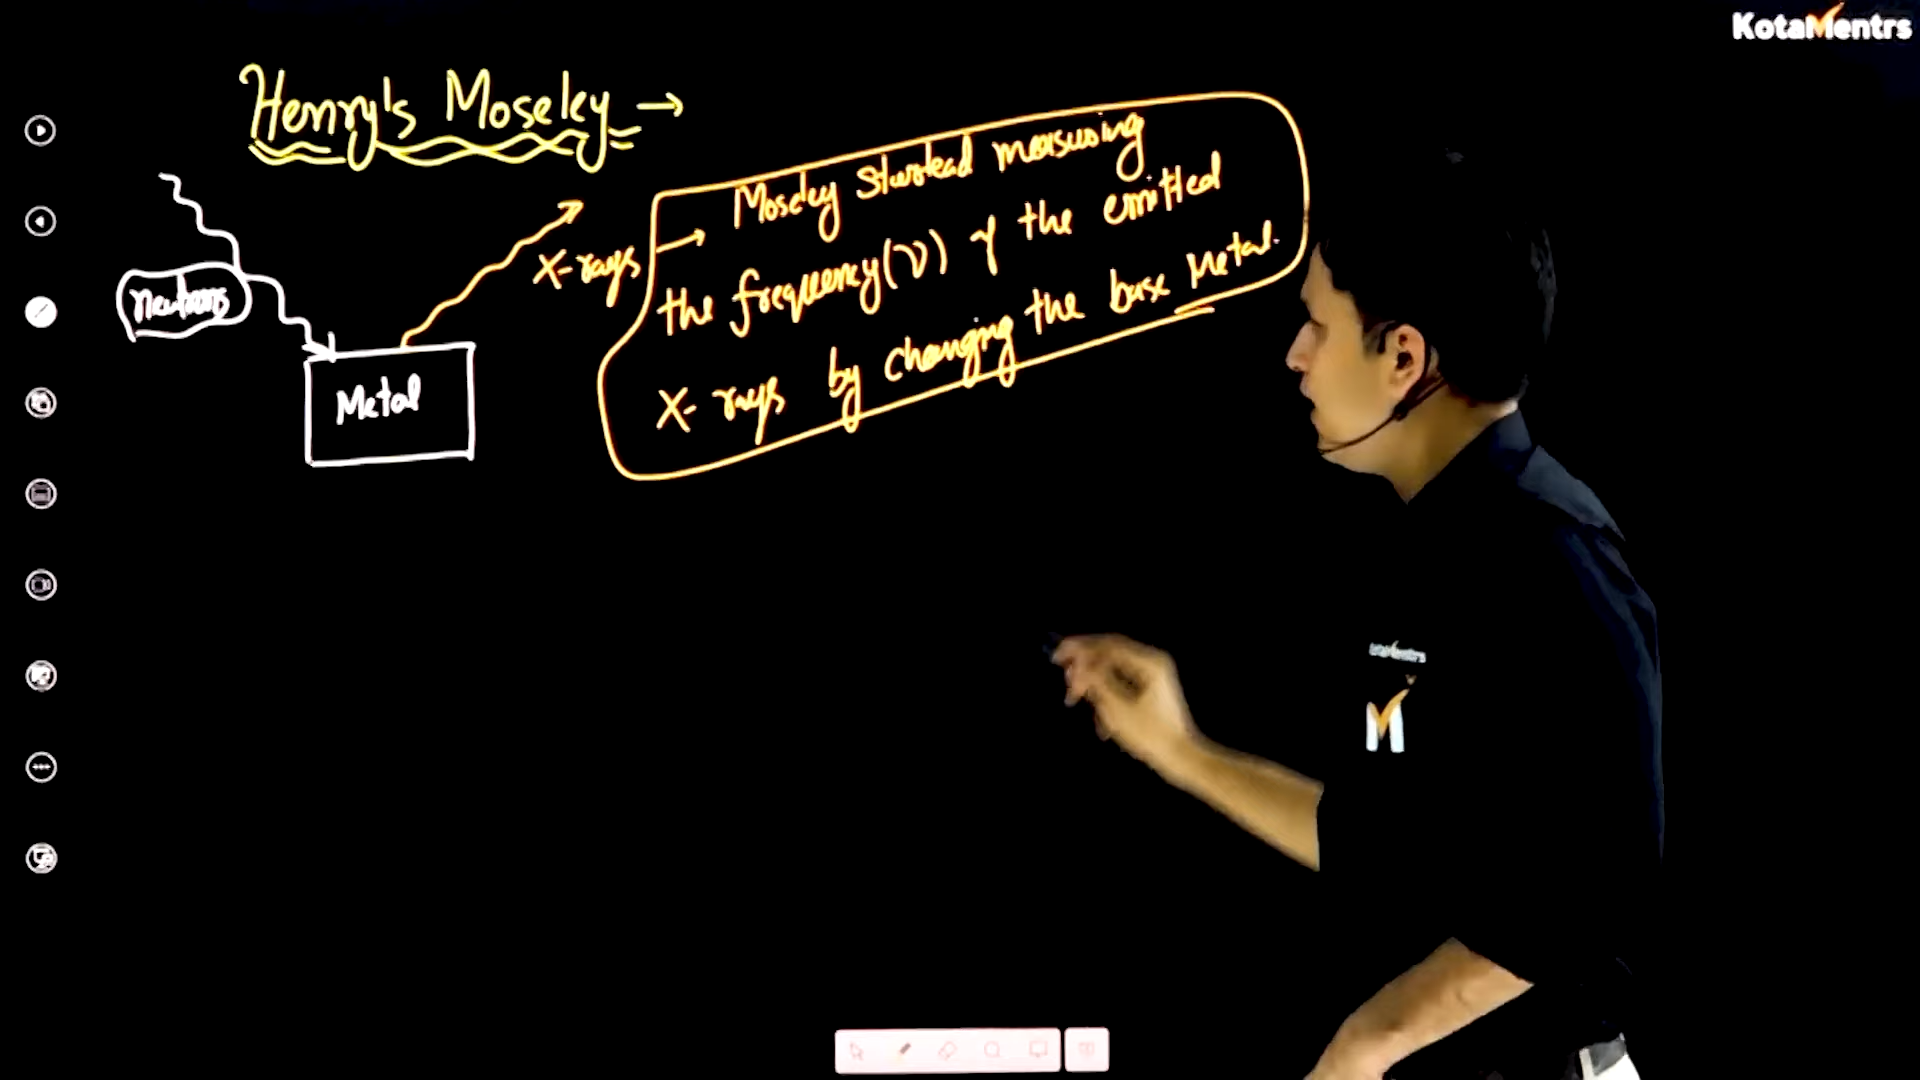 KotaMentrs
Henry's Moseley →
→ Moseley Started measuring
the frequency(ν) of the emitted
X-rays by changing the base Metal.
X-rays
neutrons
Metal
M